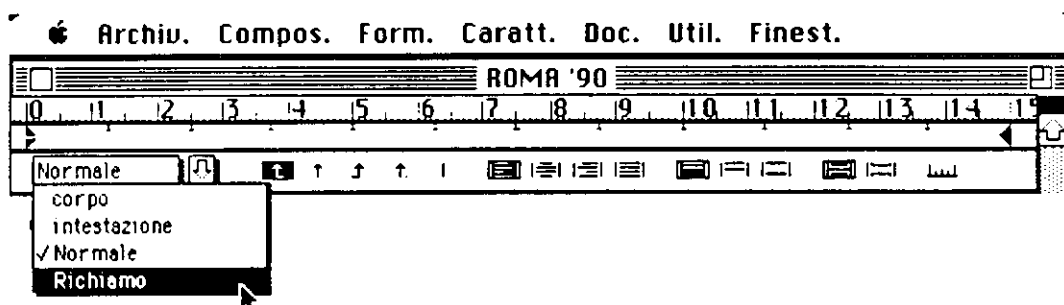 Archiv. Compos. Form. Caratt. Doc. Util. Finest.
ROMA '90
0 1 2 3 4 5 6 7 8 9 10 11 12 13 14 15
Normale
corpo
intestazione
✓Normale
Richiamo